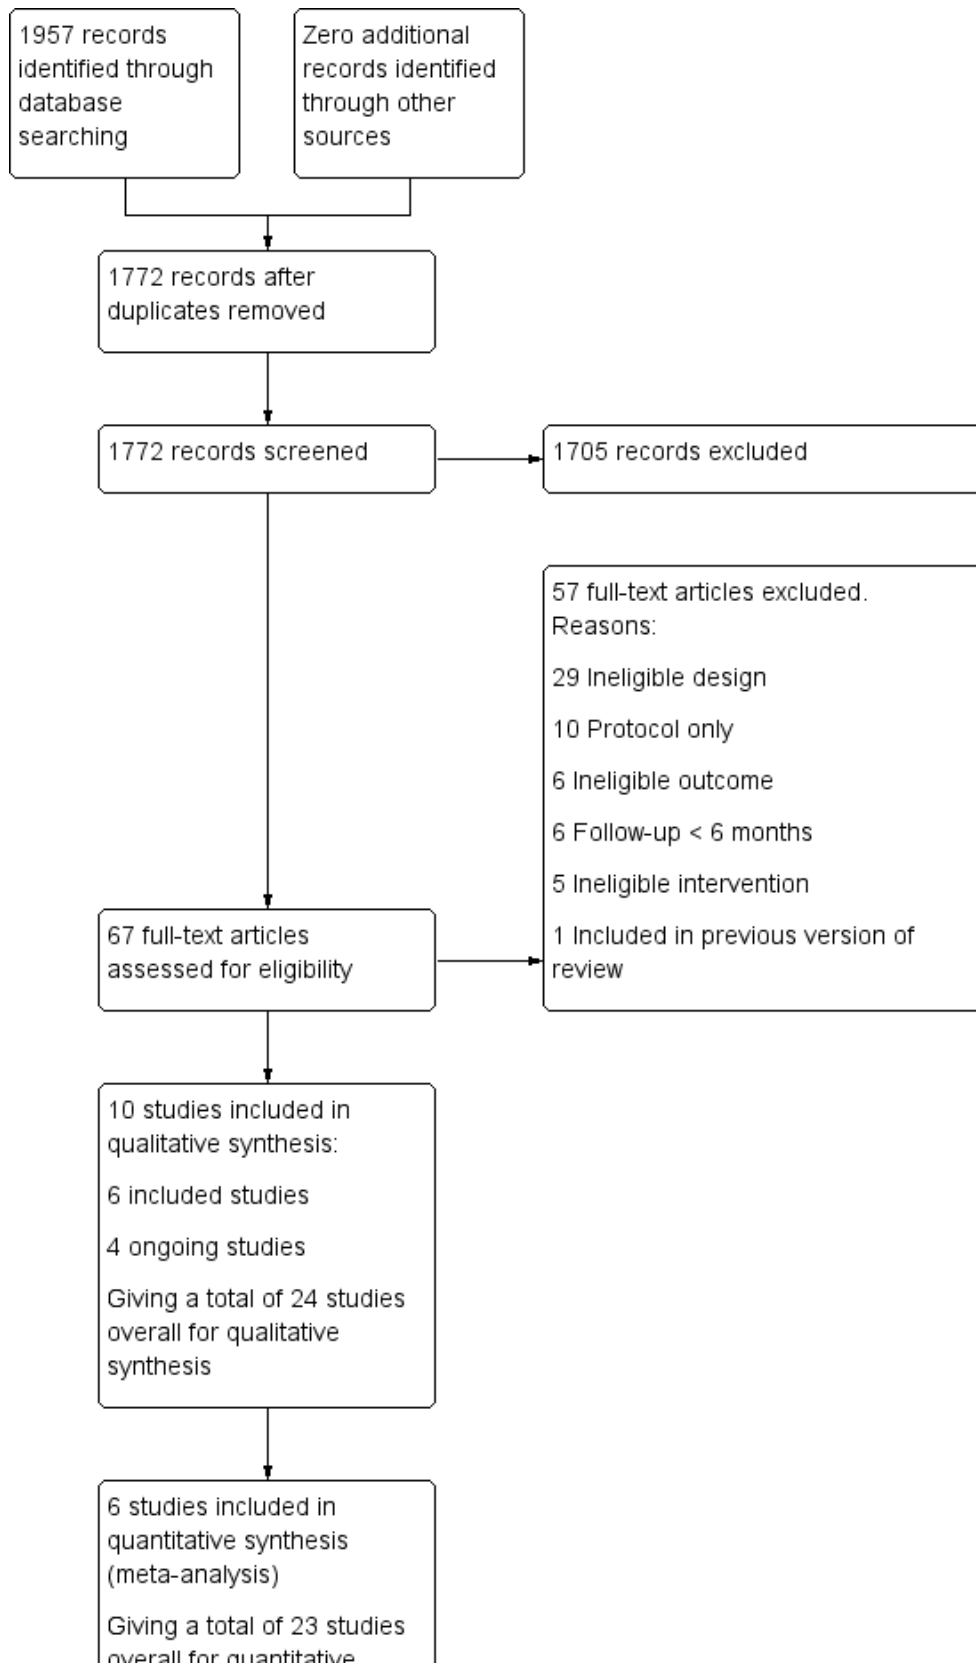 1957 records
identified through
database
searching
Zero additional
records identified
through other
sources
1772 records after
duplicates removed
1772 records screened
1705 records excluded
57 full-text articles excluded.
Reasons:
29 Ineligible design
10 Protocol only
6 Ineligible outcome
6 Follow-up < 6 months
5 Ineligible intervention
1 Included in previous version of
review
67 full-text articles
assessed for eligibility
10 studies included in
qualitative synthesis:
6 included studies
4 ongoing studies
Giving a total of 24 studies
overall for qualitative
synthesis
6 studies included in
quantitative synthesis
(meta-analysis)
Giving a total of 23 studies
overall for quantitative